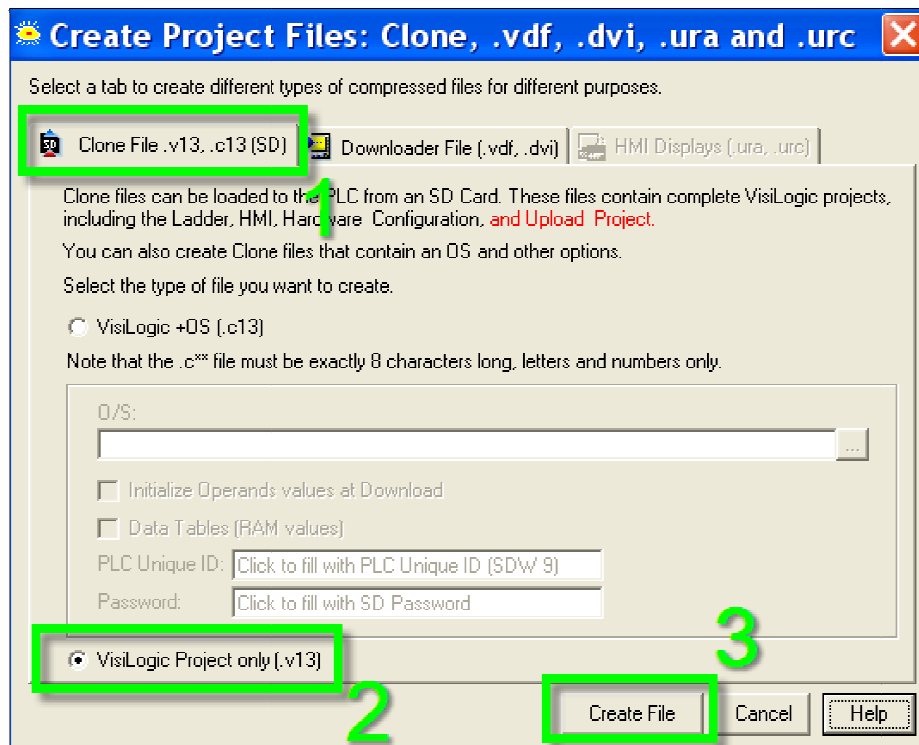 Create Project Files: Clone, .vdf, .dvi, .ura and .urc
Select a tab to create different types of compressed files for different purposes.
SD Clone File .v13, .c13 (SD) Downloader File (.vdf, .dvi) HMI Displays (.ura, .urc)
1
Clone files can be loaded to the PLC from an SD Card. These files contain complete VisiLogic projects,
including the Ladder, HMI, Hardware Configuration, and Upload Project.
You can also create Clone files that contain an OS and other options.
Select the type of file you want to create.
VisiLogic +OS (.c13)
Note that the .c** file must be exactly 8 characters long, letters and numbers only.
O/S:
...
Initialize Operands values at Download
Data Tables (RAM values)
PLC Unique ID: Click to fill with PLC Unique ID (SDW 9)
Password: Click to fill with SD Password
VisiLogic Project only (.v13)
2
3
Create File Cancel Help